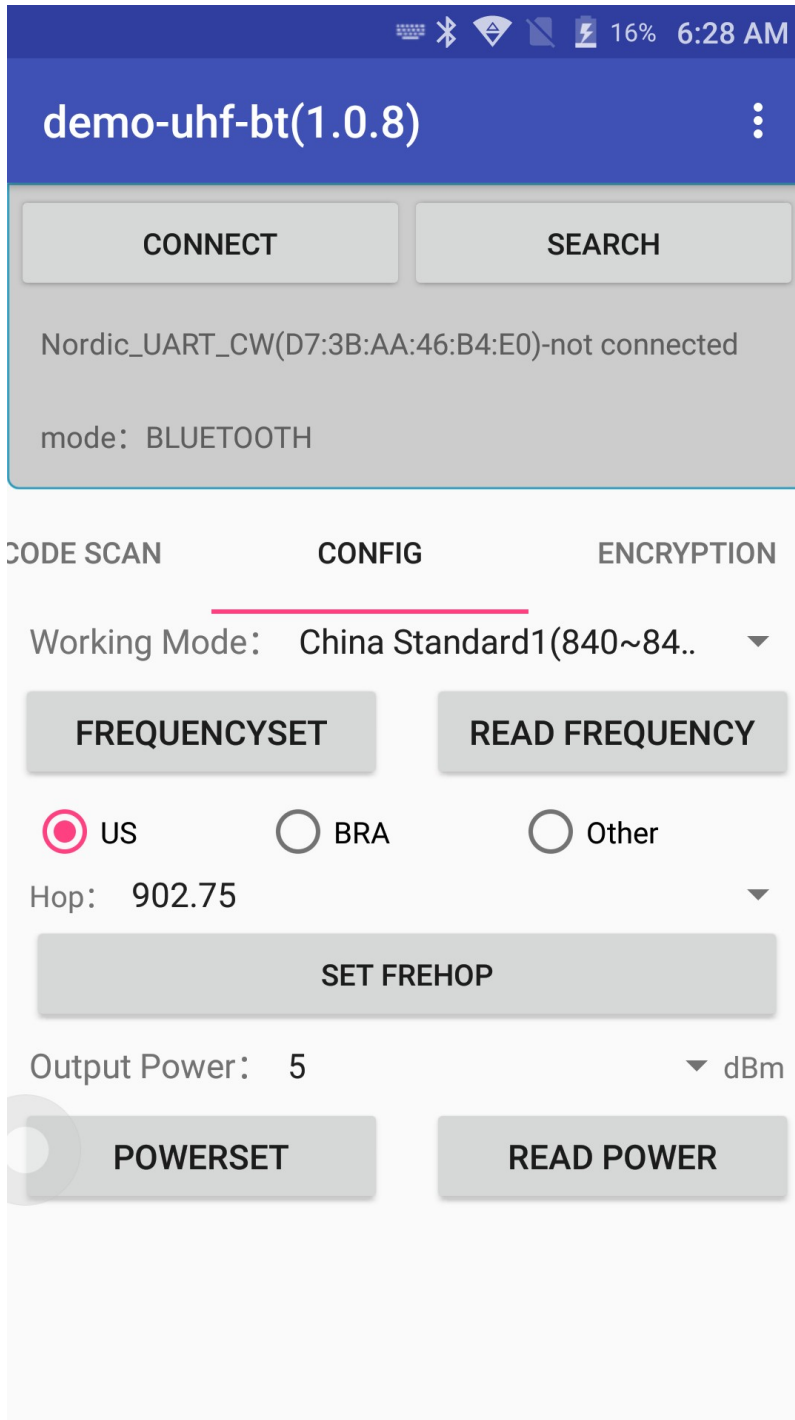 16% 6:28 AM
demo-uhf-bt(1.0.8)
CONNECT SEARCH
Nordic_UART_CW(D7:3B:AA:46:B4:E0)-not connected
mode：BLUETOOTH
CODE SCAN CONFIG ENCRYPTION
Working Mode： China Standard1(840~84..
FREQUENCYSET READ FREQUENCY
US BRA Other
Hop： 902.75
SET FREHOP
Output Power： 5 dBm
POWERSET READ POWER